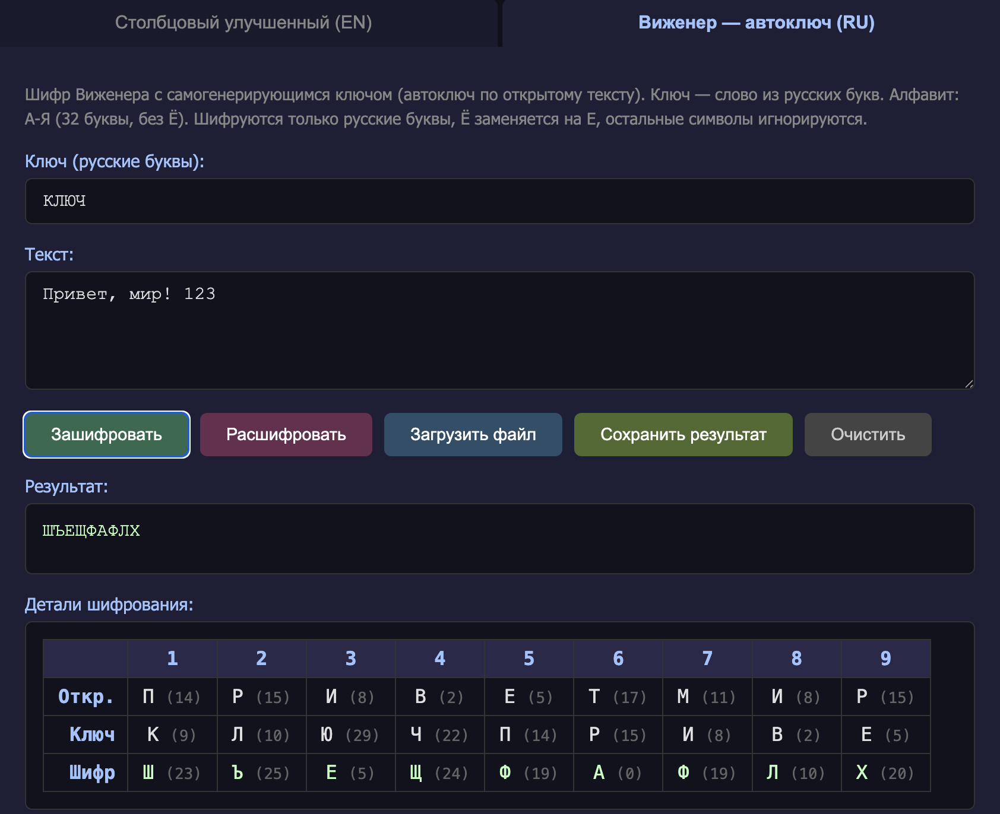 Столбцовый улучшенный (EN)
Виженер — автоключ (RU)
Шифр Виженера с самогенерирующимся ключом (автоключ по открытому тексту). Ключ — слово из русских букв. Алфавит:
А-Я (32 буквы, без Ё). Шифруются только русские буквы, Ё заменяется на Е, остальные символы игнорируются.
Ключ (русские буквы):
КЛЮЧ
Текст:
Привет, мир! 123
Зашифровать Расшифровать Загрузить файл Сохранить результат Очистить
Результат:
ШЪЕЩФАФЛХ
Детали шифрования:
1 2 3 4 5 6 7 8 9
Откр. П (14) Р (15) И (8) В (2) Е (5) Т (17) М (11) И (8) Р (15)
Ключ К (9) Л (10) Ю (29) Ч (22) П (14) Р (15) И (8) В (2) Е (5)
Шифр Ш (23) Ъ (25) Е (5) Щ (24) Ф (19) А (0) Ф (19) Л (10) Х (20)